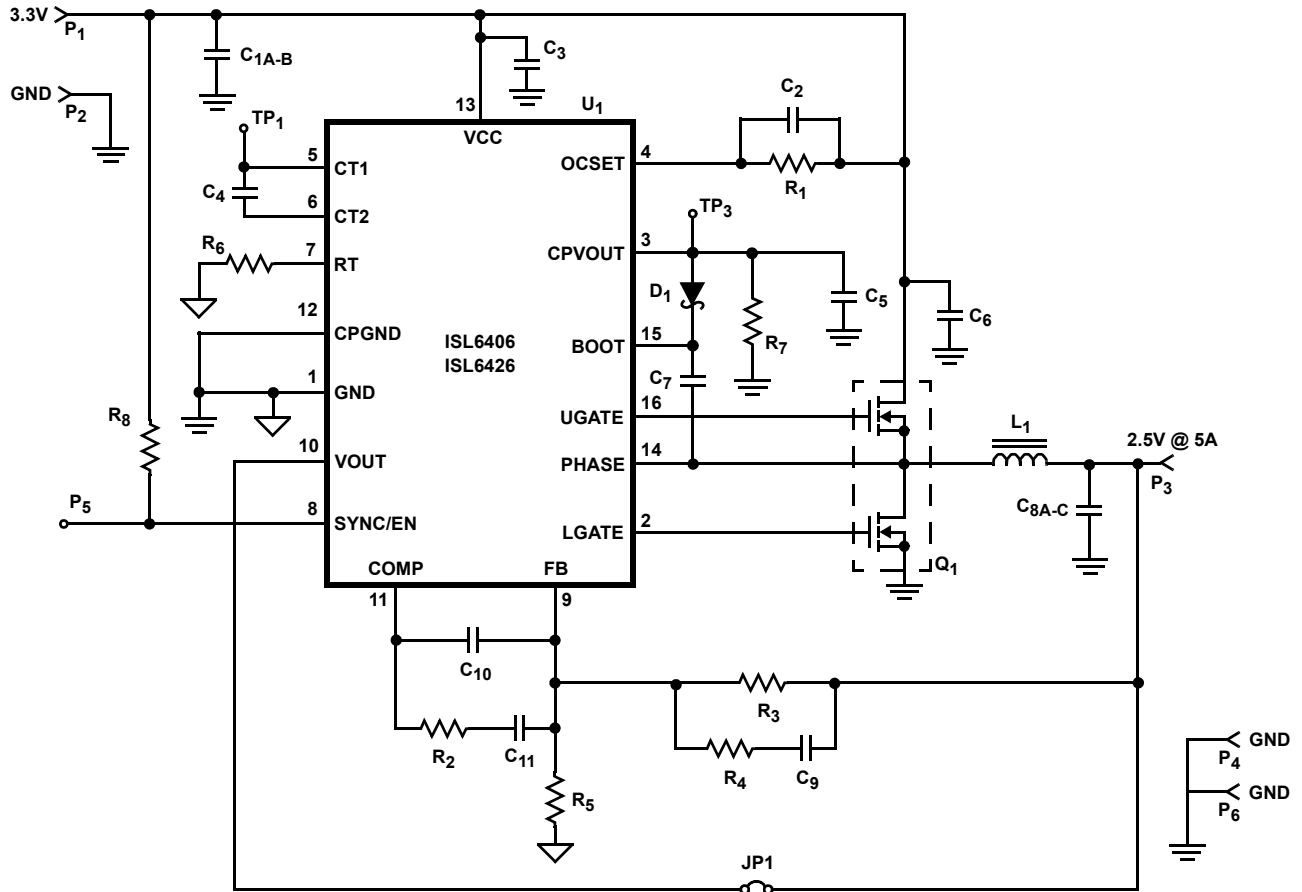 3.3V
P1
C1A-B
C3
GND
P2
13
U1
C2
TP1
VCC
5
CT1
OCSET
4
R1
C4
6
CT2
TP3
R6
7
RT
CPVOUT
3
D1
C5
12
CPGND
C6
ISL6406
ISL6426
BOOT
15
R7
1
GND
C7
R8
UGATE
16
L1
10
VOUT
PHASE
14
2.5V @ 5A
P3
P5
C8A-C
8
SYNC/EN
LGATE
2
COMP
FB
Q1
11
9
C10
R3
R2
C11
R4
C9
GND
P4
R5
GND
P6
JP1